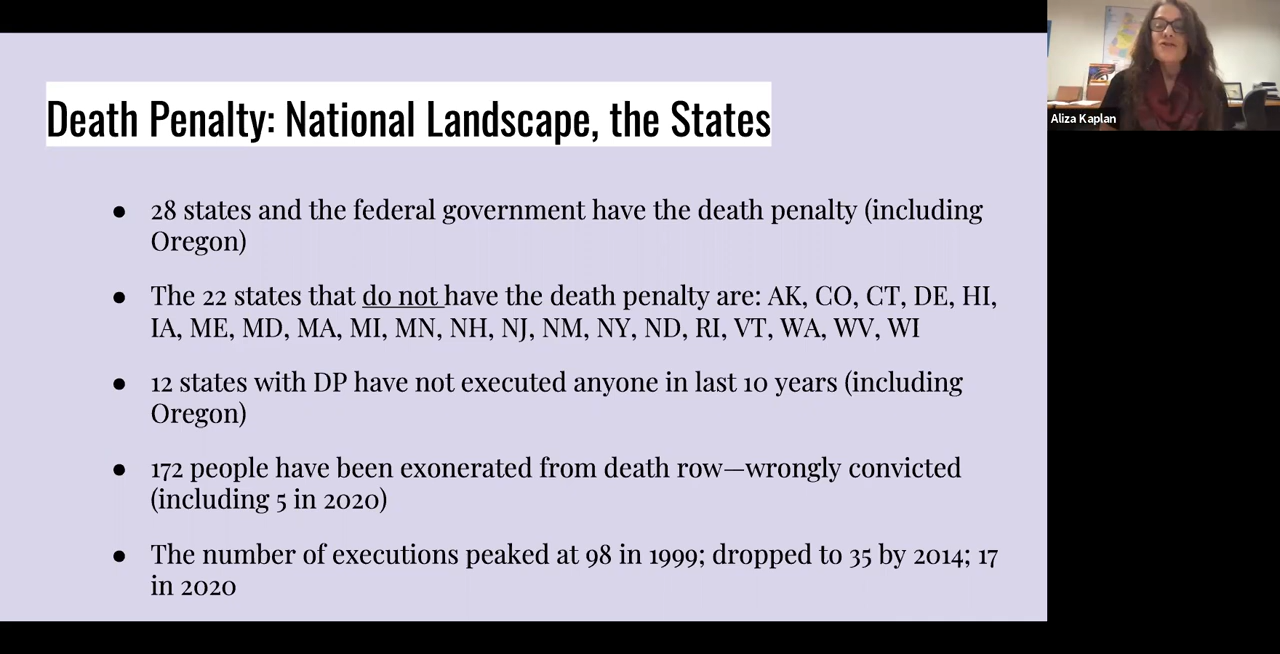 Death Penalty: National Landscape, the States
● 28 states and the federal government have the death penalty (including
Oregon)
● The 22 states that do not have the death penalty are: AK, CO, CT, DE, HI,
IA, ME, MD, MA, MI, MN, NH, NJ, NM, NY, ND, RI, VT, WA, WV, WI
● 12 states with DP have not executed anyone in last 10 years (including
Oregon)
● 172 people have been exonerated from death row—wrongly convicted
(including 5 in 2020)
● The number of executions peaked at 98 in 1999; dropped to 35 by 2014; 17
in 2020
Aliza Kaplan